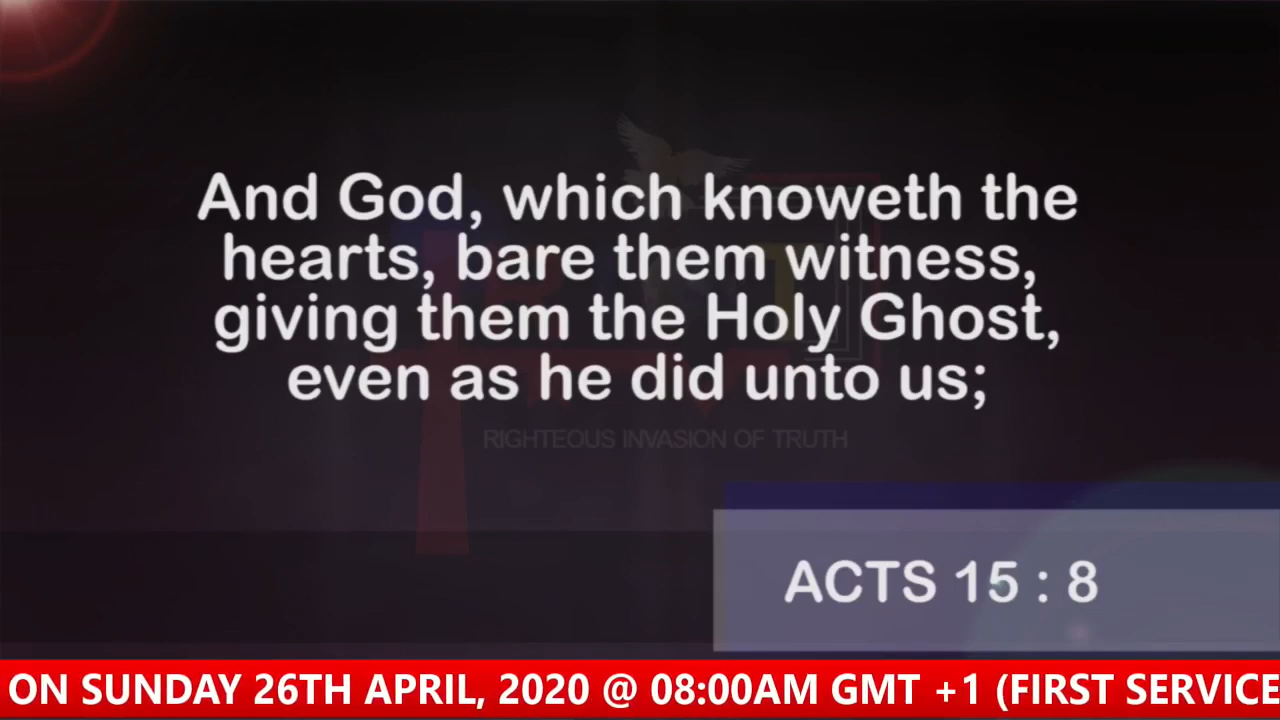 And God, which knoweth the
hearts, bare them witness,
giving them the Holy Ghost,
even as he did unto us;
RIGHTEOUS INVASION OF TRUTH
ACTS 15 : 8
ON SUNDAY 26TH APRIL, 2020 @ 08:00AM GMT +1 (FIRST SERVICE